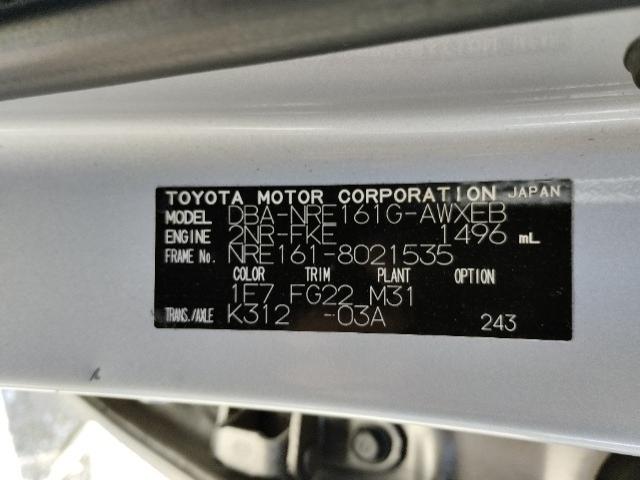 TOYOTA MOTOR CORPORATION JAPAN
MODEL DBA-NRE161G-AWXEB
ENGINE 2NR-FKE 1496 mL
FRAME No. NRE161-8021535
COLOR TRIM PLANT OPTION
1E7 FG22 M31
TRANS./AXLE K312 -03A 243